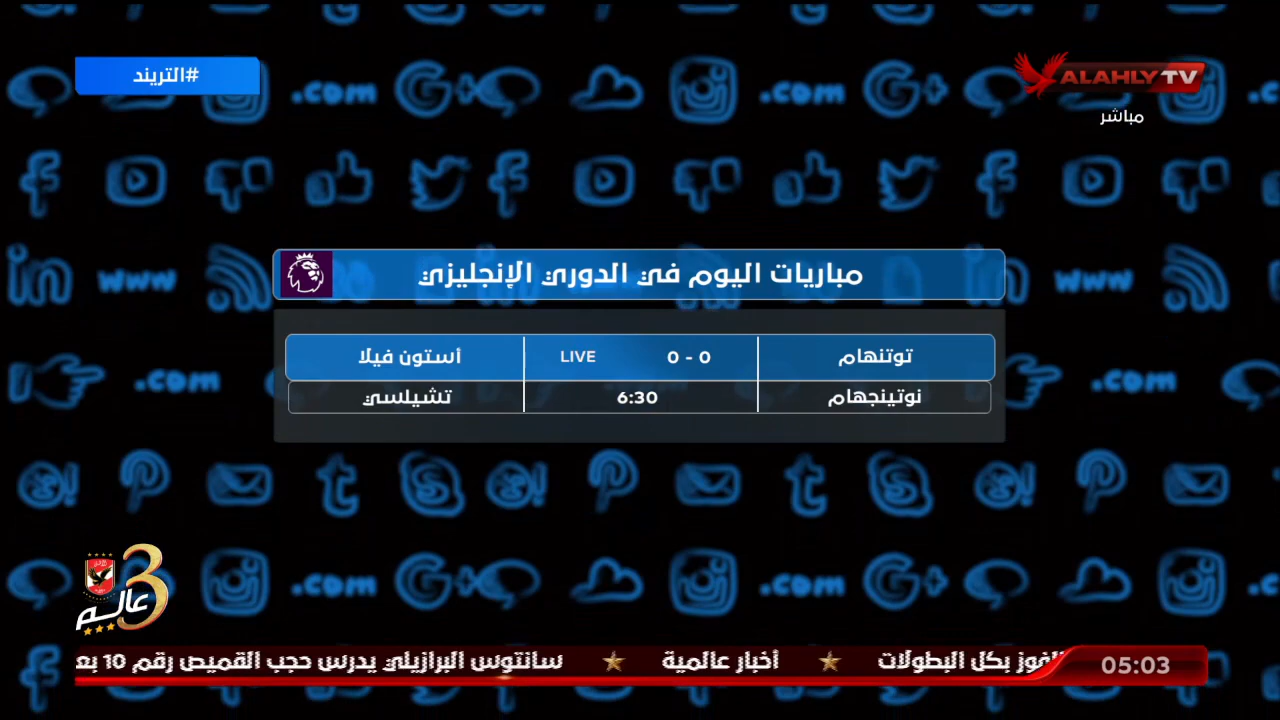 #التريند
ALAHLY TV
مباشر
مباريات اليوم في الدوري الإنجليزي
توتنهام 0 - 0 LIVE أستون فيلا
نوتينجهام 6:30 تشيلسي
3 عالم
05:03 بكل البطولات ★ أخبار عالمية ★ سانتوس البرازيلي يدرس حجب القميص رقم 10